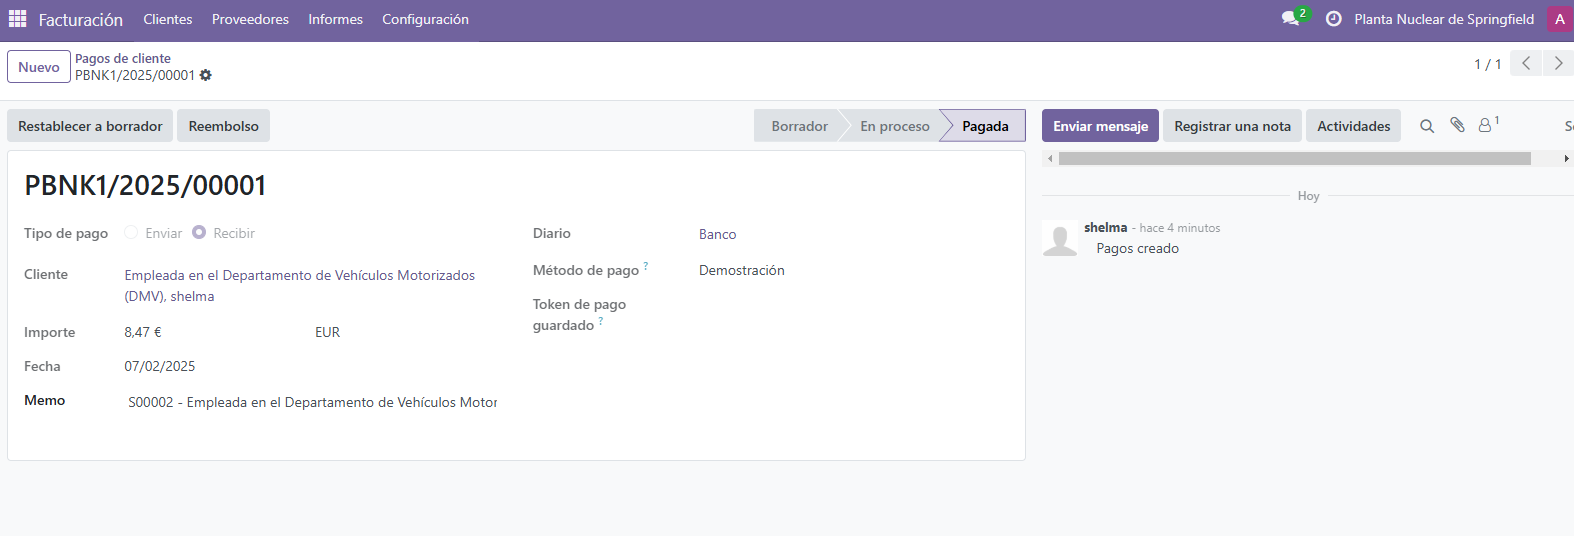 Facturación Clientes Proveedores Informes Configuración 2 Planta Nuclear de Springfield A
Nuevo
Pagos de cliente
PBNK1/2025/00001
1 / 1
Restablecer a borrador Reembolso Borrador En proceso Pagada
Enviar mensaje Registrar una nota Actividades 1
PBNK1/2025/00001
Tipo de pago Enviar Recibir
Cliente Empleada en el Departamento de Vehículos Motorizados
(DMV), shelma
Importe 8,47 € EUR
Fecha 07/02/2025
Memo S00002 - Empleada en el Departamento de Vehículos Motor
Diario Banco
Método de pago ? Demostración
Token de pago
guardado ?
Hoy
shelma - hace 4 minutos
Pagos creado